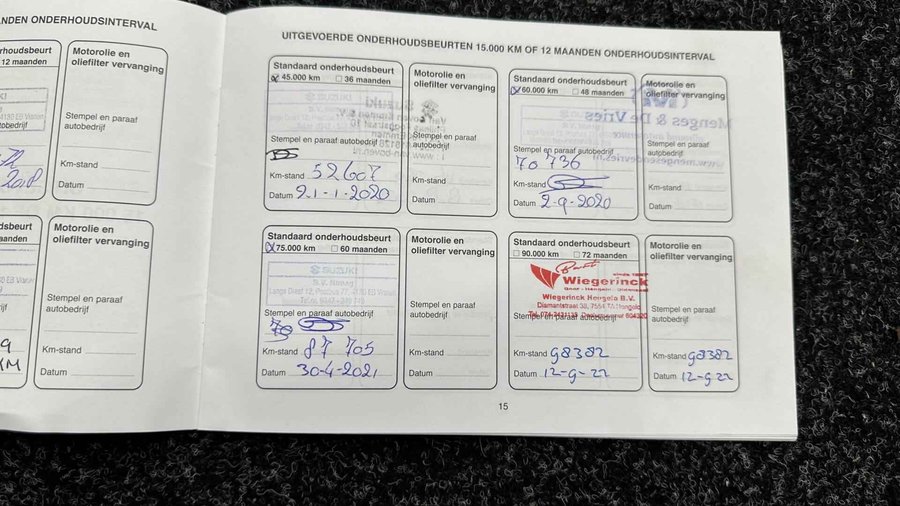 ANDEN ONDERHOUDSINTERVAL
Motorolie en
oliefilter vervanging
Stempel en paraaf
autobedrijf
Km-stand
Datum
Motorolie en
oliefilter vervanging
Stempel en paraaf
autobedrijf
Km-stand
Datum
12 maanden
2018
UITGEVOERDE ONDERHOUDSBEURTEN 15.000 KM OF 12 MAANDEN ONDERHOUDSINTERVAL
Standaard onderhoudsbeurt
45.000 km 36 maanden
Stempel en paraaf autobedrijf
Km-stand 52607
Datum 21-1-2020
Motorolie en
oliefilter vervanging
Stempel en paraaf
autobedrijf
Km-stand
Datum
Standaard onderhoudsbeurt
60.000 km 48 maanden
Stempel en paraaf autobedrijf
70 736
Km-stand
Datum 2-9-2020
Motorolie en
oliefilter vervanging
Stempel en paraaf
autobedrijf
Km-stand
Datum
Standaard onderhoudsbeurt
75.000 km 60 maanden
SUZUKI
Stempel en paraaf autobedrijf
Km-stand 87 705
Datum 30-4-2021
Motorolie en
oliefilter vervanging
Stempel en paraaf
autobedrijf
Km-stand
Datum
Standaard onderhoudsbeurt
90.000 km 72 maanden
Wiegerinck
Wiegerinck Hengelo B.V.
Stempel en paraaf autobedrijf
Km-stand 98382
Datum 12-9-22
Motorolie en
oliefilter vervanging
Stempel en paraaf
autobedrijf
Km-stand 98382
Datum 12-9-22
15